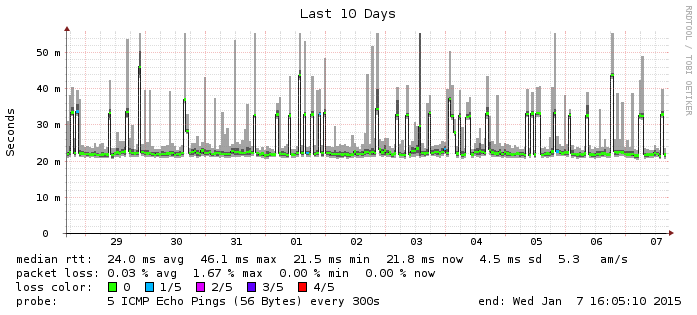 Last 10 Days
RRDTOOL / TOBI OETIKER
Seconds
50 m
40 m
30 m
20 m
10 m
0
29 30 31 01 02 03 04 05 06 07
median rtt: 24.0 ms avg 46.1 ms max 21.5 ms min 21.8 ms now 4.5 ms sd 5.3 am/s
packet loss: 0.03 % avg 1.67 % max 0.00 % min 0.00 % now
loss color: 0 1/5 2/5 3/5 4/5
probe: 5 ICMP Echo Pings (56 Bytes) every 300s end: Wed Jan 7 16:05:10 2015